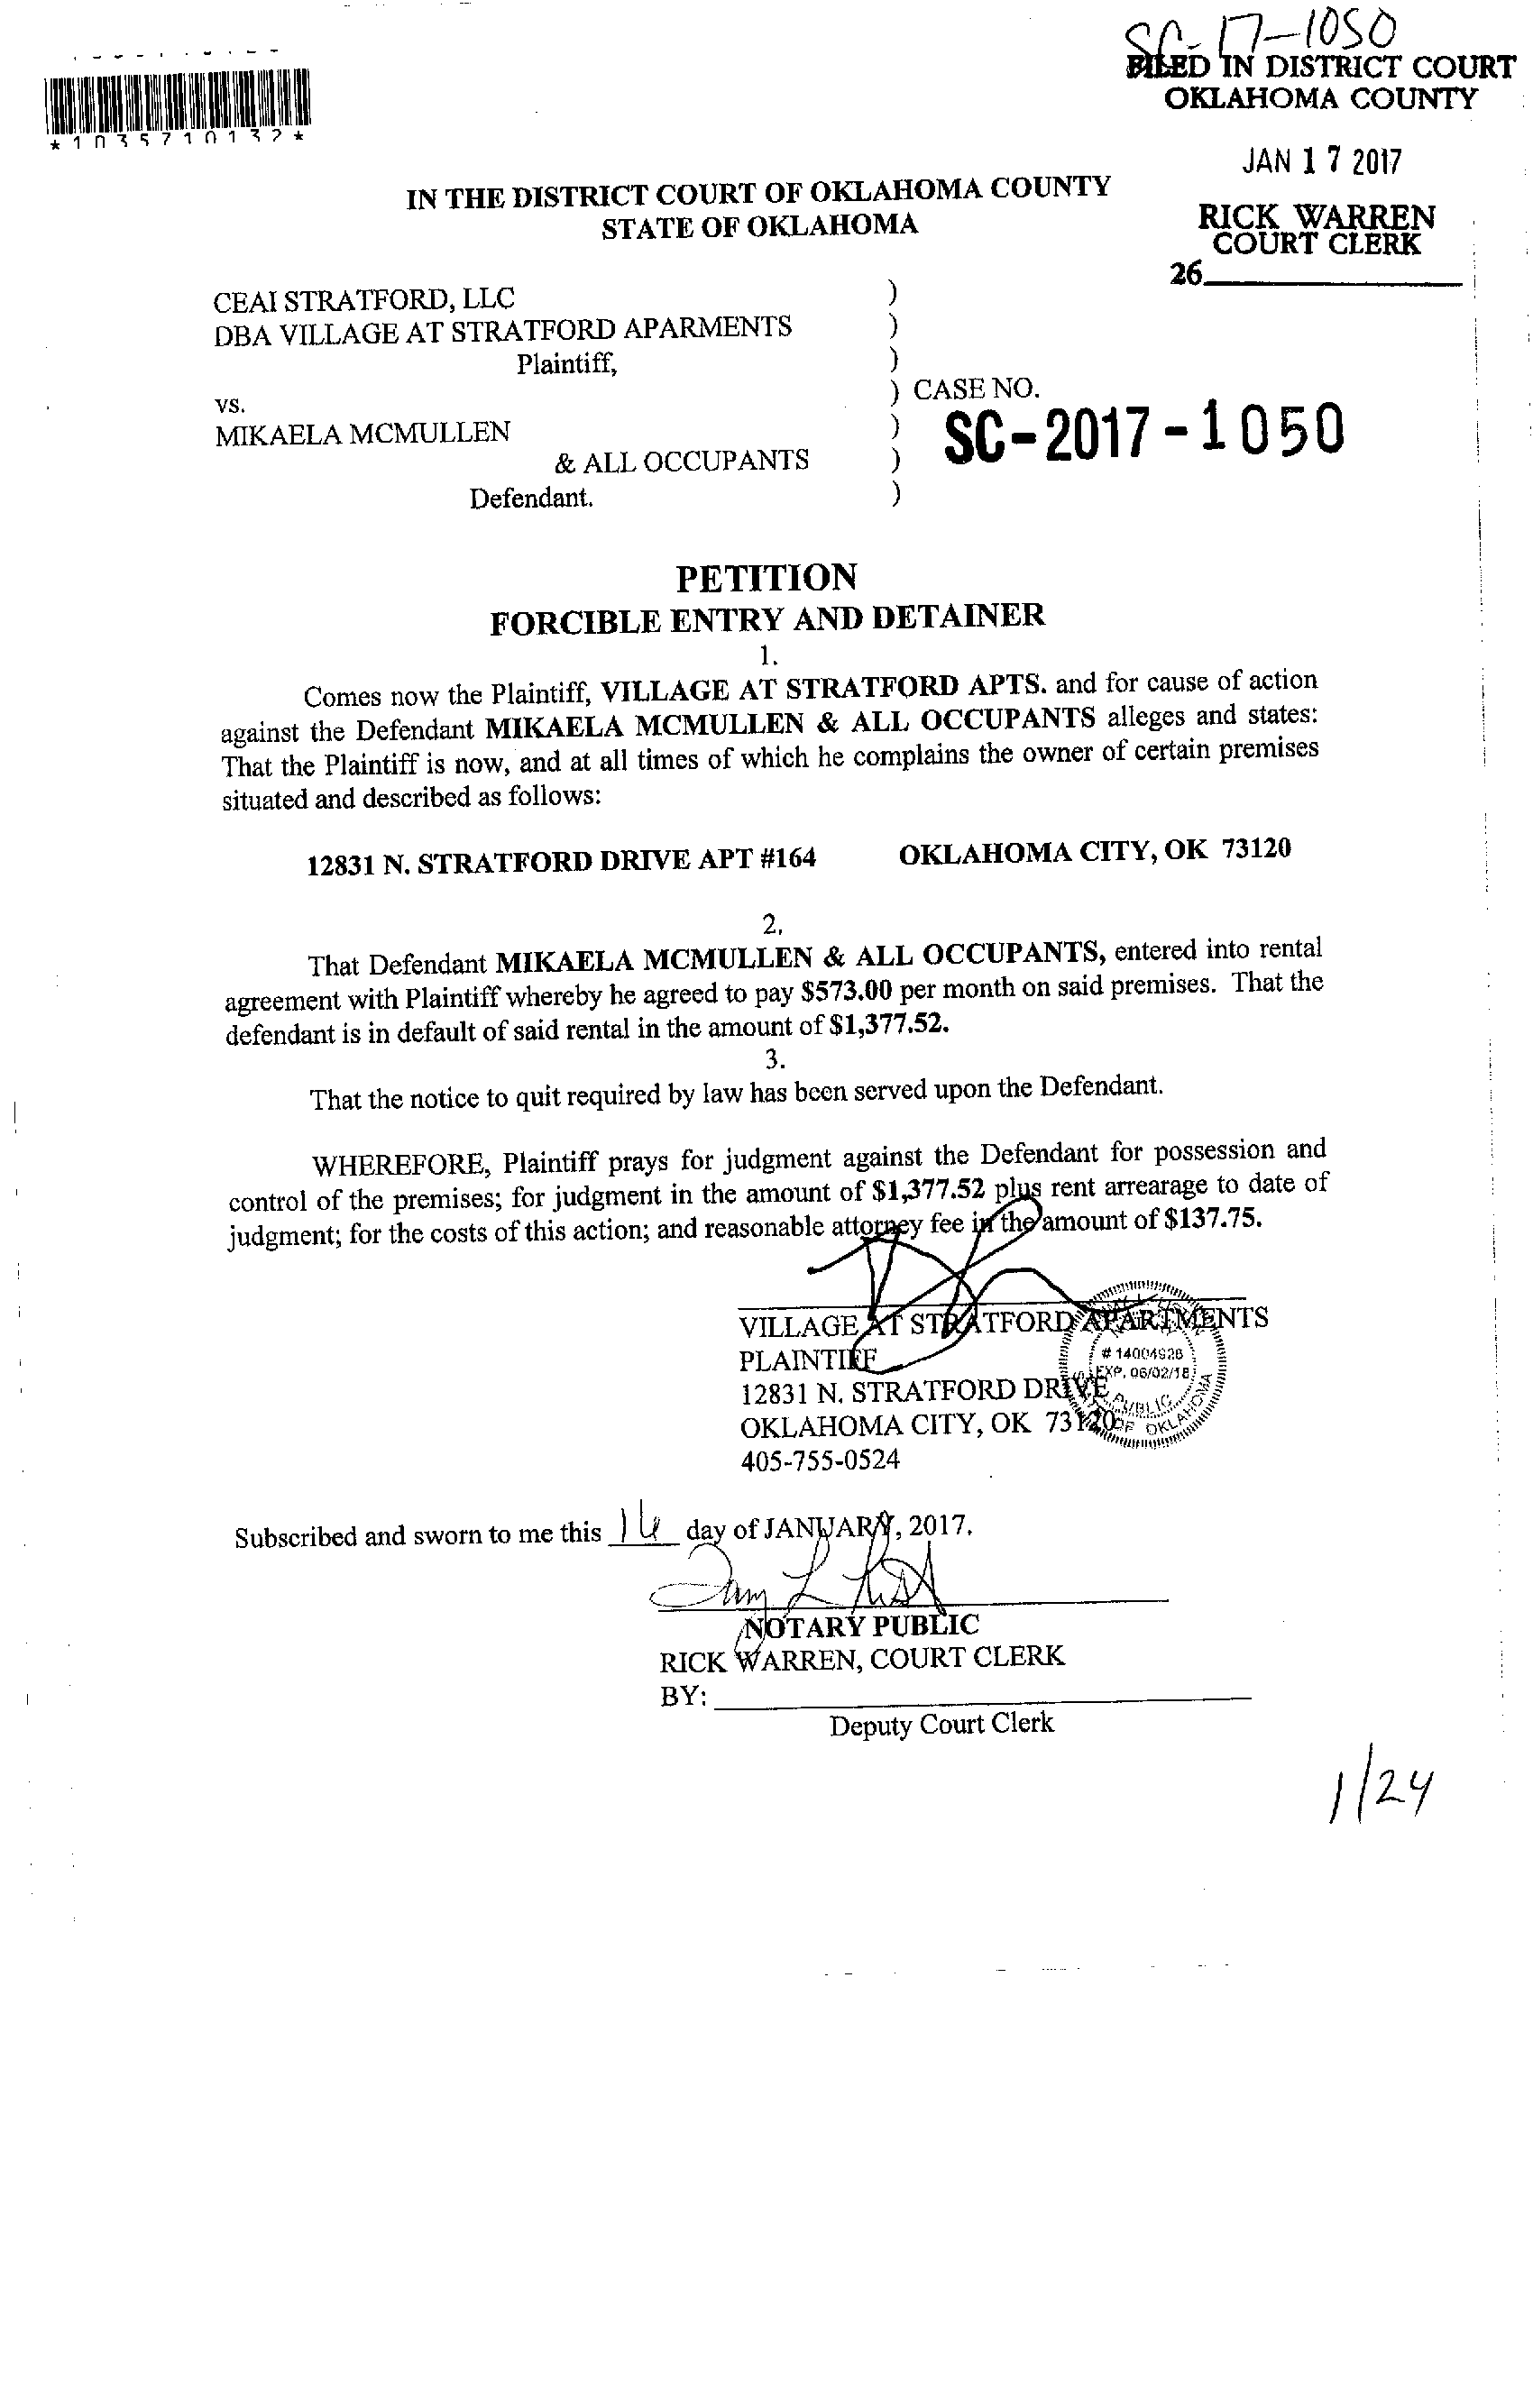 SC-17-1050
FILED IN DISTRICT COURT
OKLAHOMA COUNTY
*1035710132*
JAN 17 2017
RICK WARREN
COURT CLERK
26
IN THE DISTRICT COURT OF OKLAHOMA COUNTY
STATE OF OKLAHOMA
CEAI STRATFORD, LLC )
DBA VILLAGE AT STRATFORD APARMENTS )
Plaintiff, )
) CASE NO.
vs.
MIKAELA MCMULLEN ) SC-2017-1050
& ALL OCCUPANTS )
Defendant. )
PETITION
FORCIBLE ENTRY AND DETAINER
1.
Comes now the Plaintiff, VILLAGE AT STRATFORD APTS. and for cause of action
against the Defendant MIKAELA MCMULLEN & ALL OCCUPANTS alleges and states:
That the Plaintiff is now, and at all times of which he complains the owner of certain premises
situated and described as follows:
12831 N. STRATFORD DRIVE APT #164 OKLAHOMA CITY, OK 73120
2.
That Defendant MIKAELA MCMULLEN & ALL OCCUPANTS, entered into rental
agreement with Plaintiff whereby he agreed to pay $573.00 per month on said premises. That the
defendant is in default of said rental in the amount of $1,377.52.
3.
That the notice to quit required by law has been served upon the Defendant.
WHEREFORE, Plaintiff prays for judgment against the Defendant for possession and
control of the premises; for judgment in the amount of $1,377.52 plus rent arrearage to date of
judgment; for the costs of this action; and reasonable attorney fee in the amount of $137.75.
VILLAGE AT STRATFORD APARTMENTS
PLAINTIFF
12831 N. STRATFORD DRIVE
OKLAHOMA CITY, OK 73120
405-755-0524
# 14004928
EXP. 06/02/18
PUBLIC
OF OKLAHOMA
Subscribed and sworn to me this 16 day of JANUARY, 2017.
NOTARY PUBLIC
RICK WARREN, COURT CLERK
BY:
Deputy Court Clerk
1/24